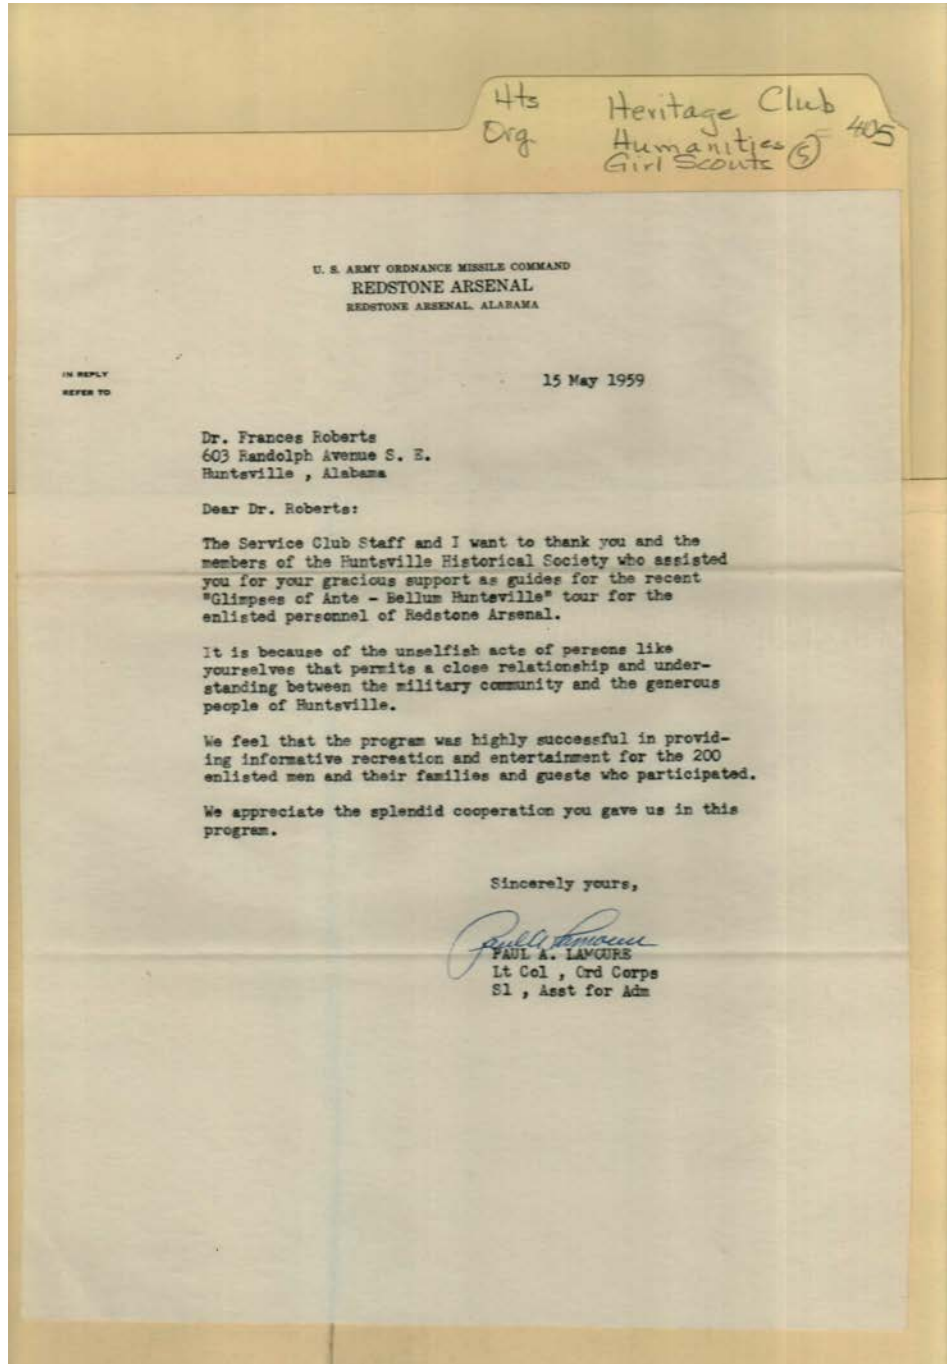 Hts Heritage Club
Org Humanities 405
Girl Scouts (5)
U. S. ARMY ORDNANCE MISSILE COMMAND
REDSTONE ARSENAL
REDSTONE ARSENAL, ALABAMA
IN REPLY
REFER TO
15 May 1959
Dr. Frances Roberts
603 Randolph Avenue S. E.
Huntsville , Alabama
Dear Dr. Roberts:
The Service Club Staff and I want to thank you and the
members of the Huntsville Historical Society who assisted
you for your gracious support as guides for the recent
"Glimpses of Ante - Bellum Huntsville" tour for the
enlisted personnel of Redstone Arsenal.
It is because of the unselfish acts of persons like
yourselves that permits a close relationship and under-
standing between the military community and the generous
people of Huntsville.
We feel that the program was highly successful in provid-
ing informative recreation and entertainment for the 200
enlisted men and their families and guests who participated.
We appreciate the splendid cooperation you gave us in this
program.
Sincerely yours,
PAUL A. LAMOURE
Lt Col , Ord Corps
S1 , Asst for Adm